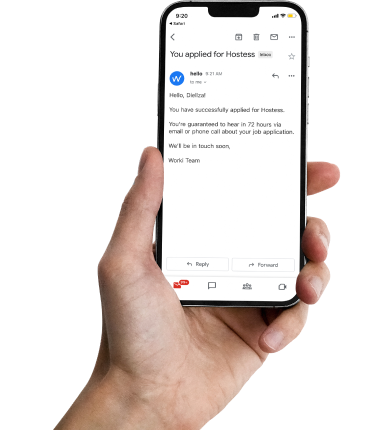 9:20
Safari
You applied for Hostess Inbox
hello 9:21 AM
to me
Hello, Diellza!
You have successfully applied for Hostess.
You're guaranteed to hear in 72 hours via
email or phone call about your job application.
We'll be in touch soon,
Work! Team
Reply Forward
99+